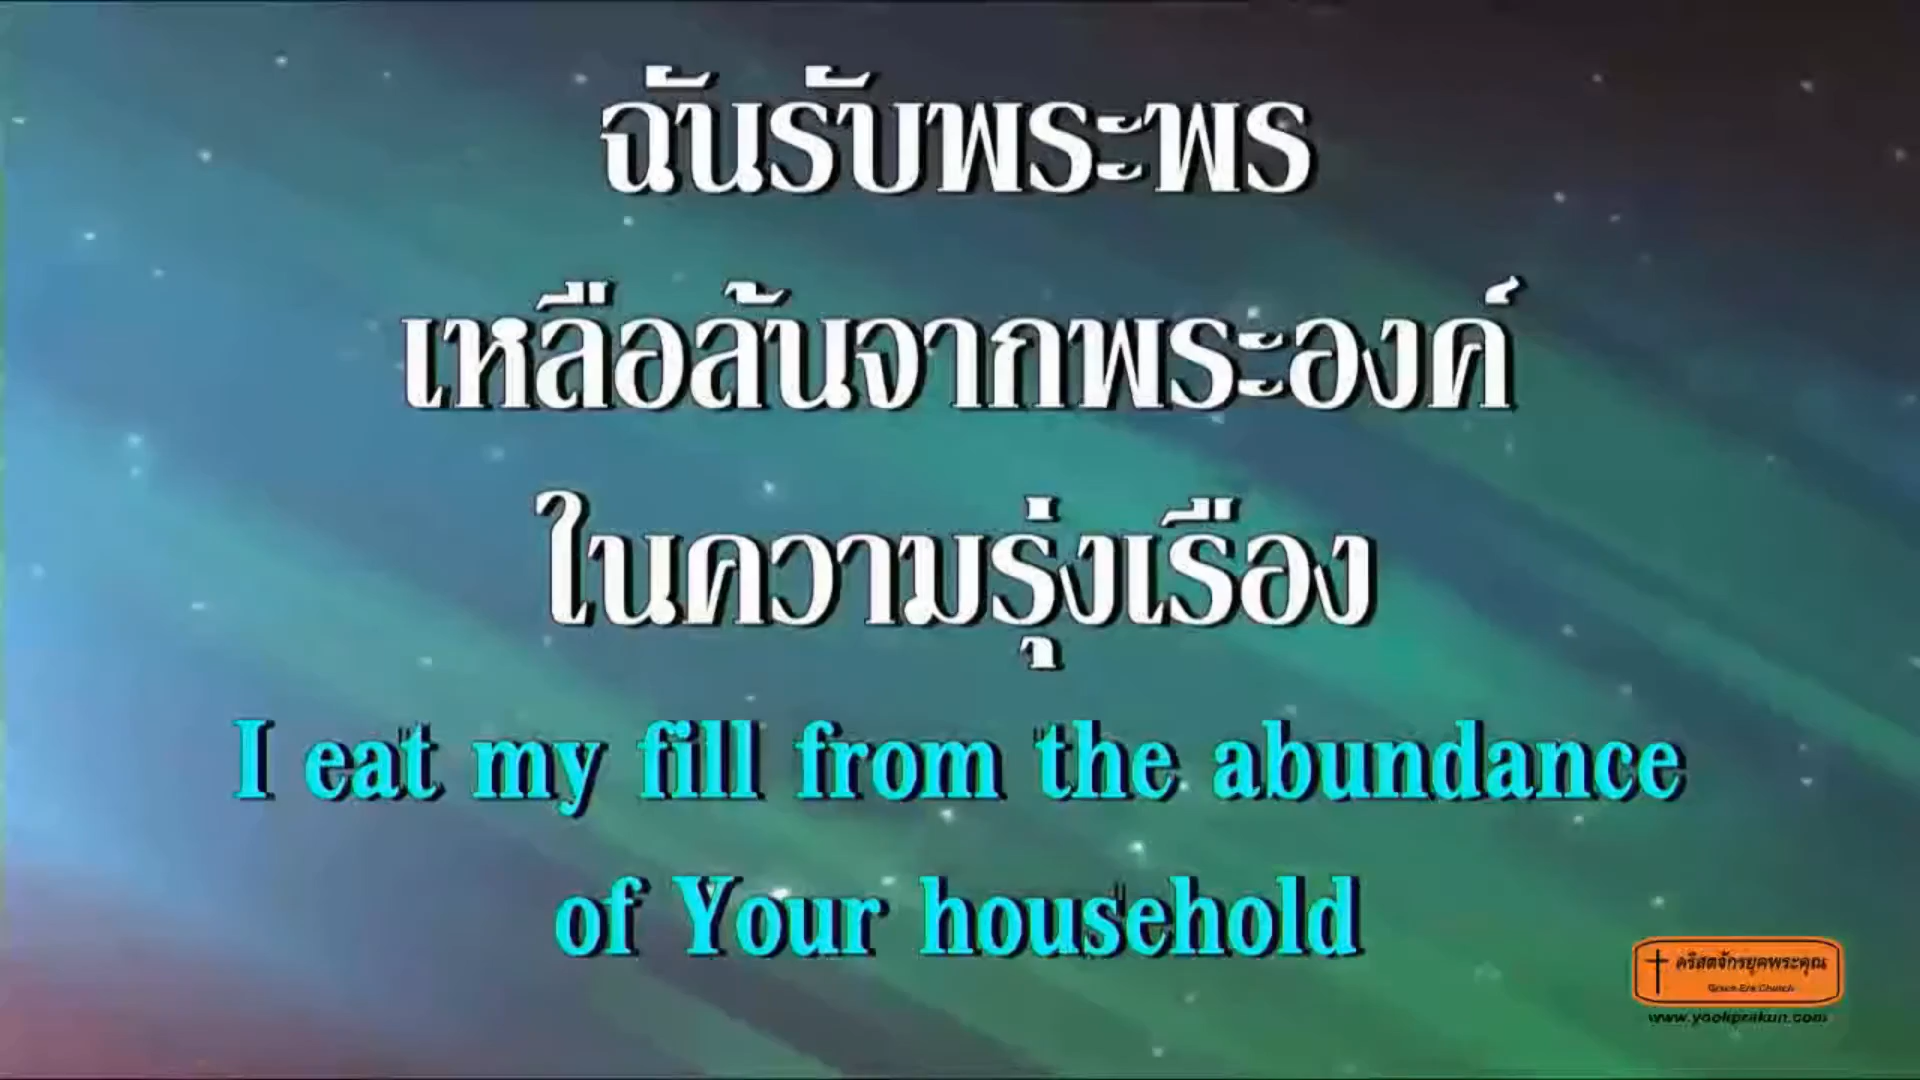 ฉันรับพระพร
เหลือล้นจากพระองค์
ในความรุ่งเรือง
I eat my fill from the abundance
of Your household
คริสตจักรยุคพระคุณ
Grace Era Church
www.yookprakun.com